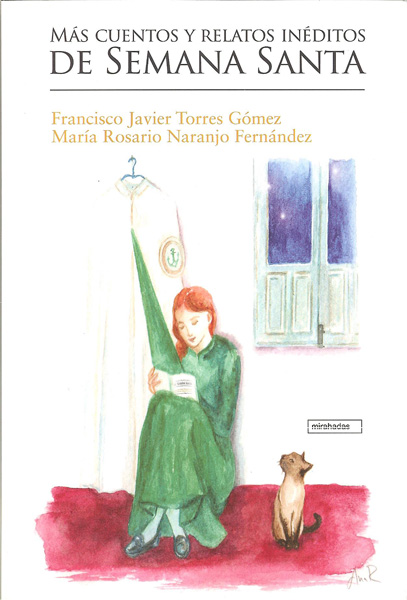 MÁS CUENTOS Y RELATOS INÉDITOS
DE SEMANA SANTA
Francisco Javier Torres Gómez
María Rosario Naranjo Fernández
mirahadas